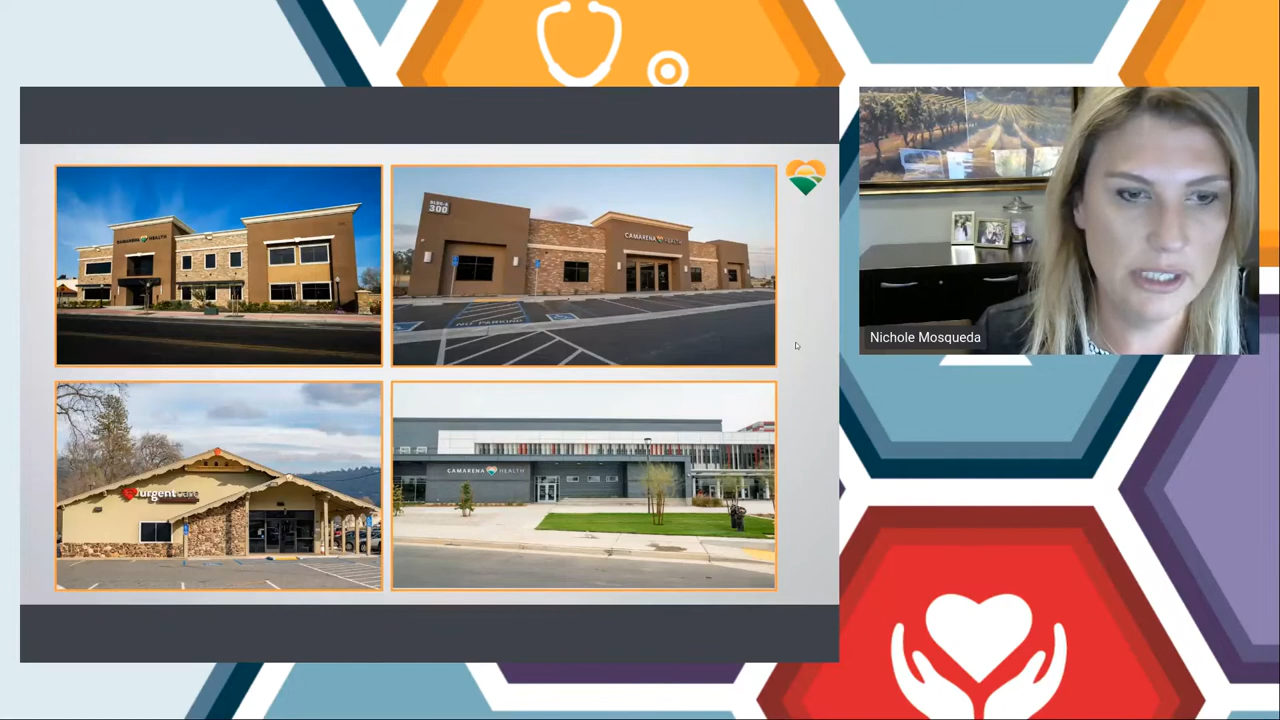 CAMARENA HEALTH
BLDG-A
300
CAMARENA HEALTH
NO PARKING
urgent care
CAMARENA HEALTH
Nichole Mosqueda